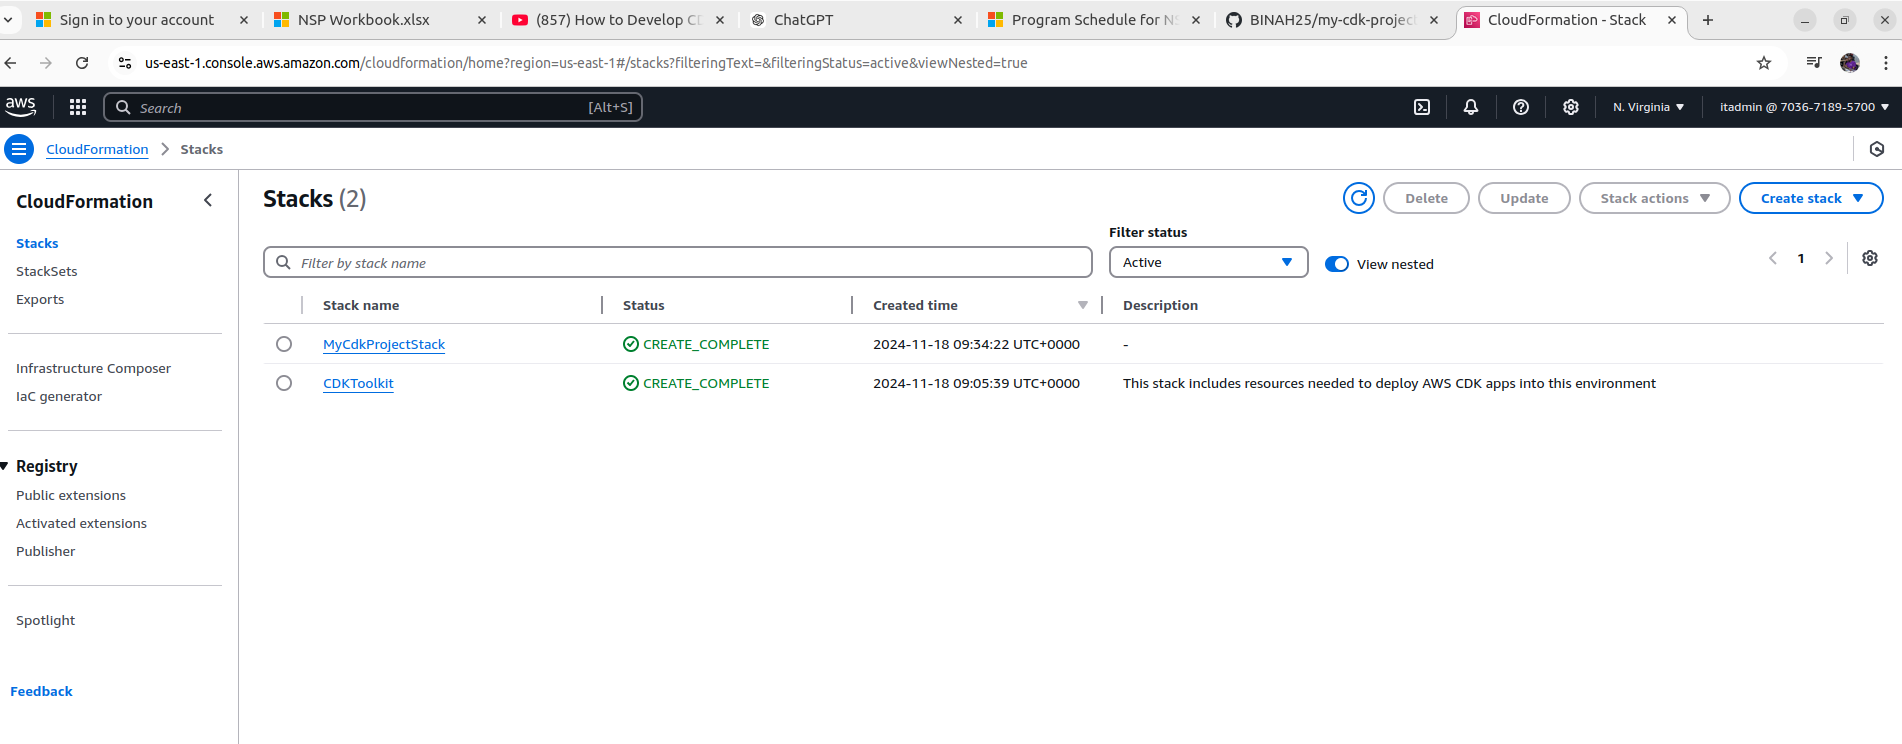 Sign in to your account
NSP Workbook.xlsx
(857) How to Develop CD
ChatGPT
Program Schedule for NS
BINAH25/my-cdk-project
CloudFormation - Stack
us-east-1.console.aws.amazon.com/cloudformation/home?region=us-east-1#/stacks?filteringText=&filteringStatus=active&viewNested=true
aws
Search
[Alt+S]
N. Virginia
itadmin @ 7036-7189-5700
CloudFormation
Stacks
CloudFormation
Stacks
StackSets
Exports
Infrastructure Composer
IaC generator
Registry
Public extensions
Activated extensions
Publisher
Spotlight
Feedback
Stacks (2)
Delete
Update
Stack actions
Create stack
Filter status
Filter by stack name
Active
View nested
1
Stack name Status Created time Description
MyCdkProjectStack CREATE_COMPLETE 2024-11-18 09:34:22 UTC+0000 -
CDKToolkit CREATE_COMPLETE 2024-11-18 09:05:39 UTC+0000 This stack includes resources needed to deploy AWS CDK apps into this environment